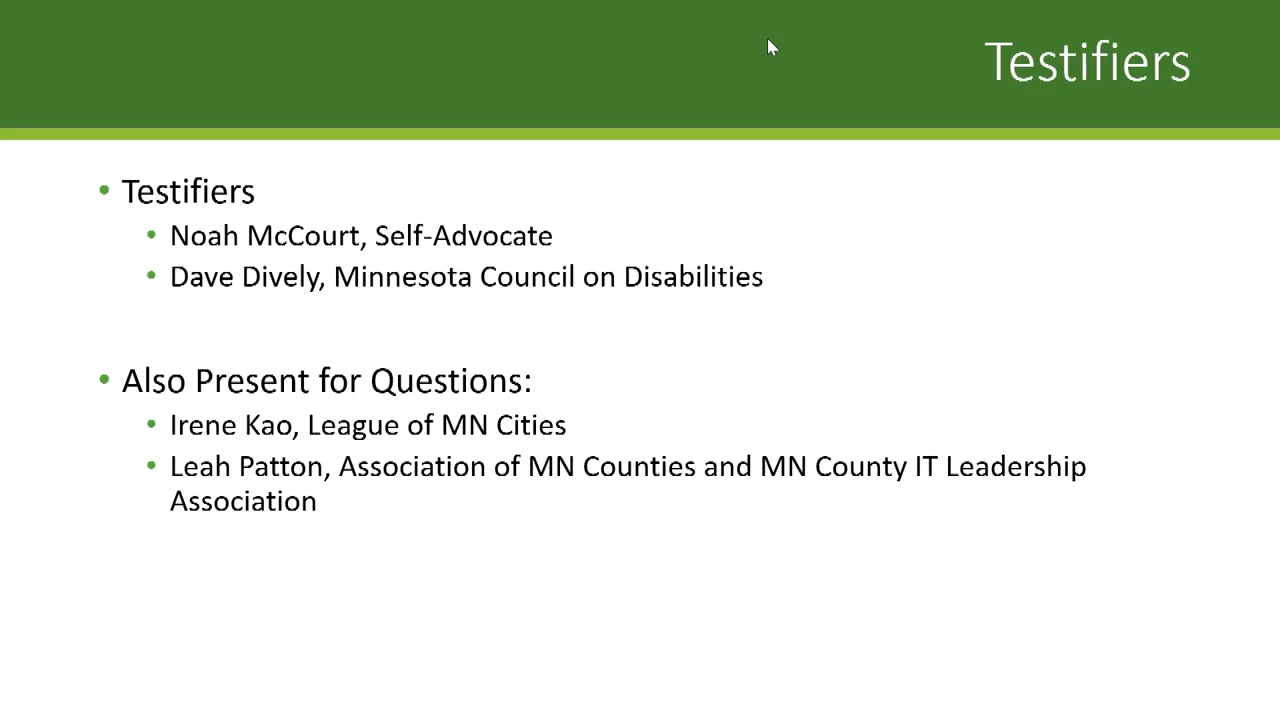 Testifiers
• Testifiers
• Noah McCourt, Self-Advocate
• Dave Dively, Minnesota Council on Disabilities
• Also Present for Questions:
• Irene Kao, League of MN Cities
• Leah Patton, Association of MN Counties and MN County IT Leadership
Association